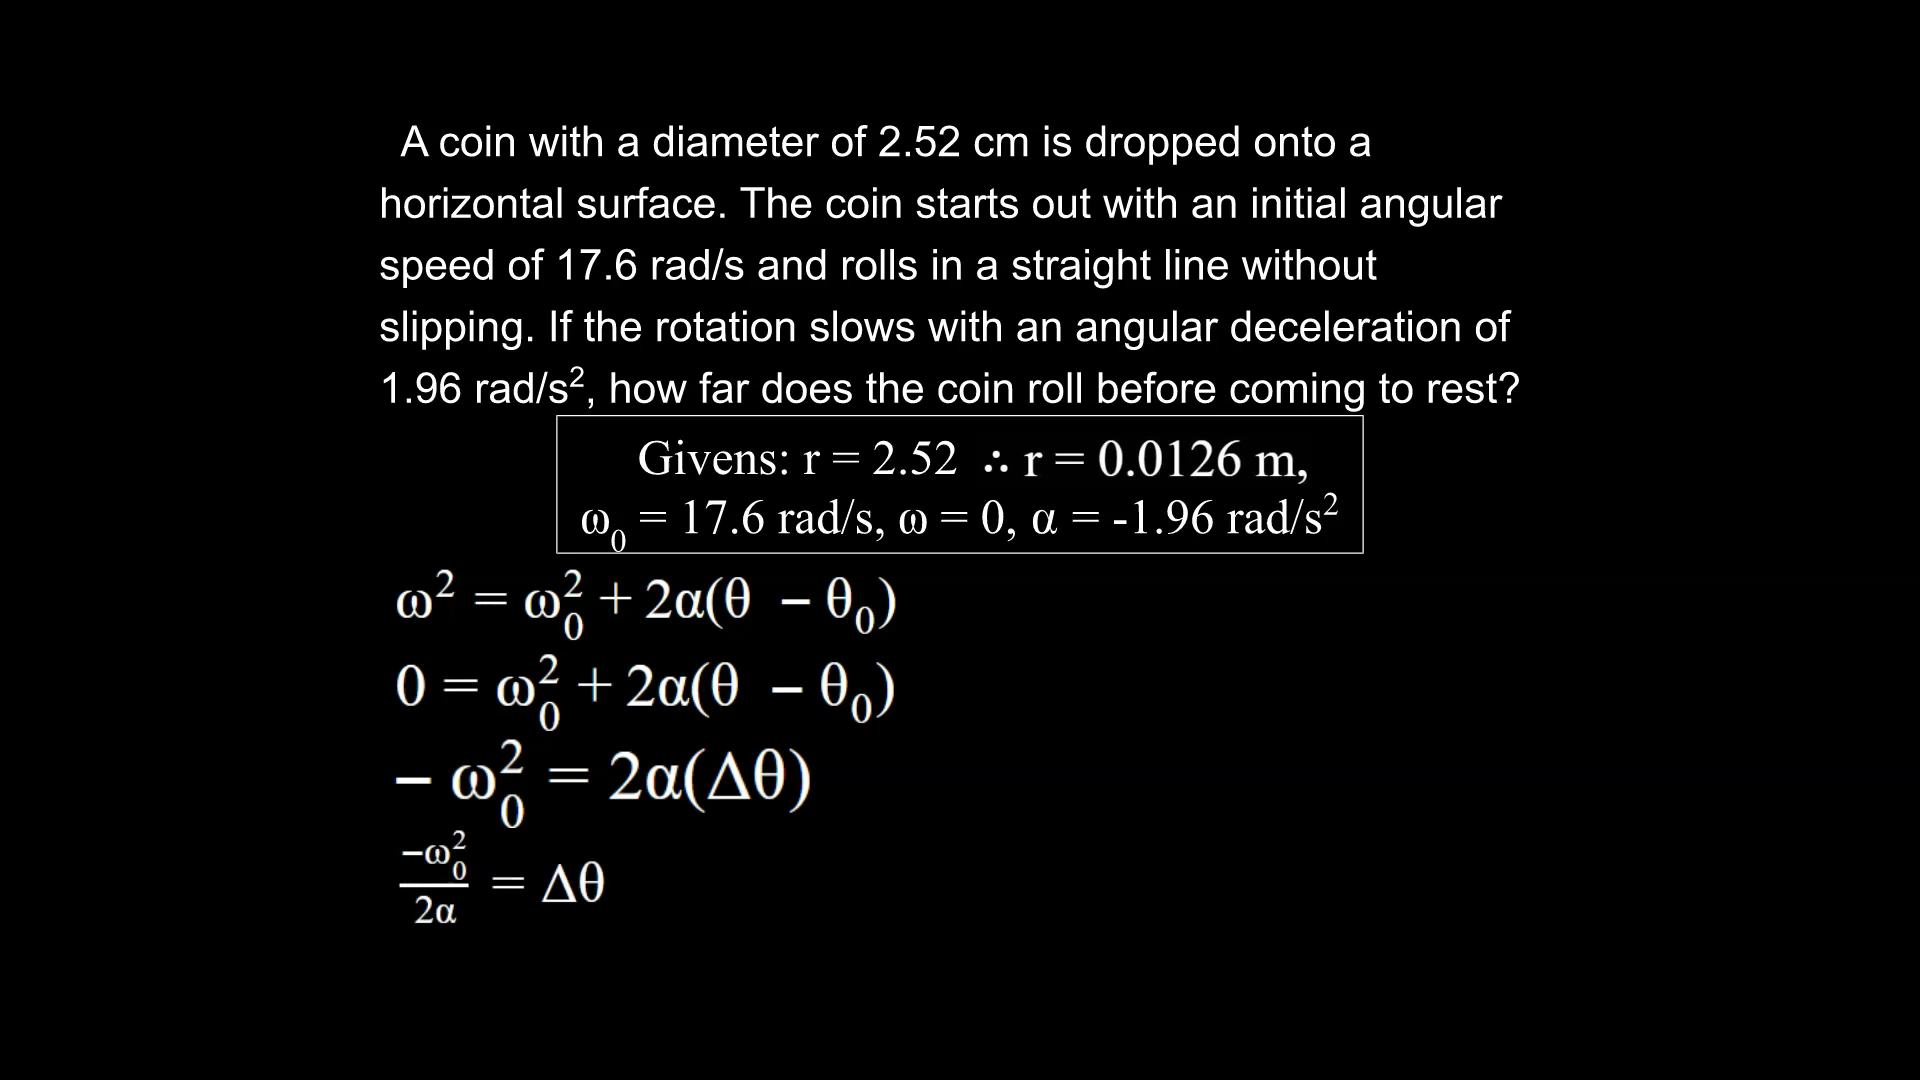 A coin with a diameter of 2.52 cm is dropped onto a
horizontal surface. The coin starts out with an initial angular
speed of 17.6 rad/s and rolls in a straight line without
slipping. If the rotation slows with an angular deceleration of
1.96 rad/s², how far does the coin roll before coming to rest?
Givens: r = 2.52 ∴ r = 0.0126 m,
ω₀ = 17.6 rad/s, ω = 0, α = -1.96 rad/s²
ω² = ω₀² + 2α(θ − θ₀)
0 = ω₀² + 2α(θ − θ₀)
− ω₀² = 2α(Δθ)
−ω₀²/2α = Δθ